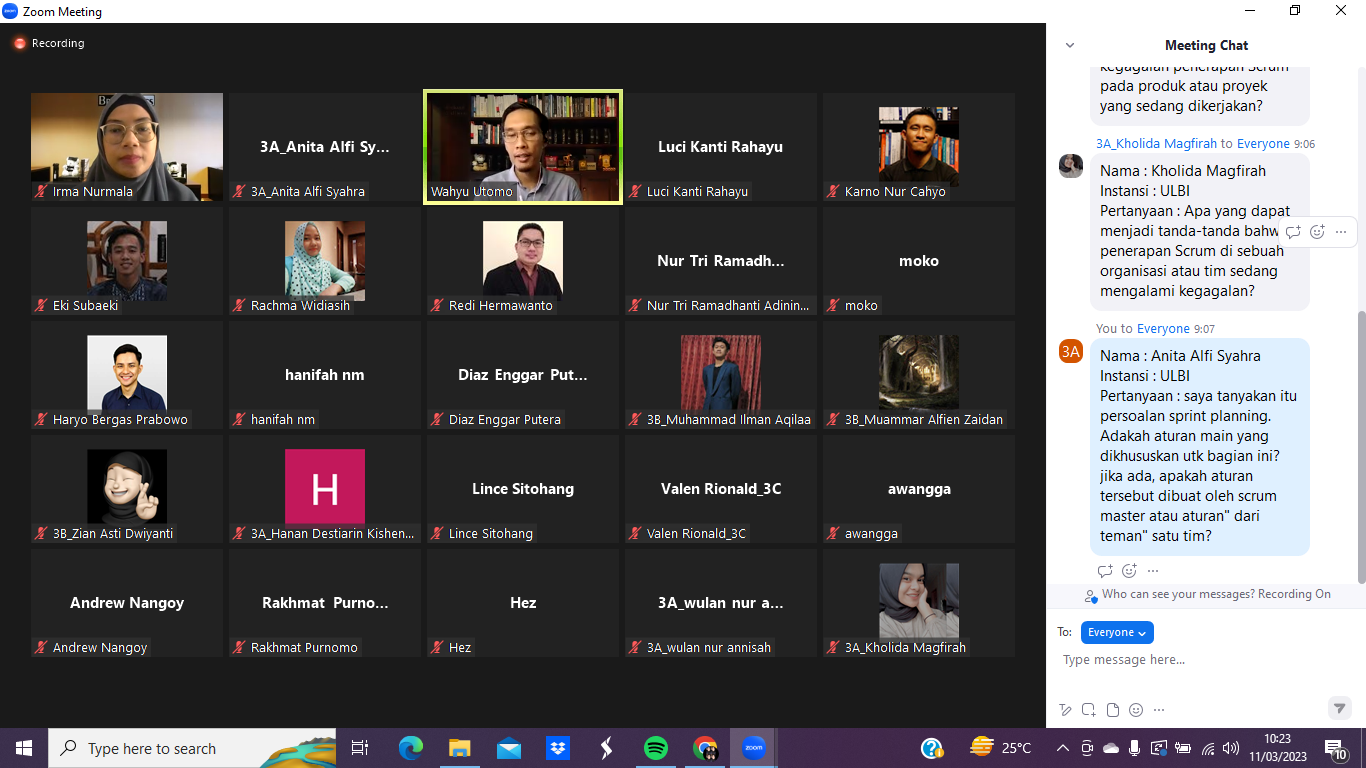 Zoom Meeting
Recording
Irma Nurmala
3A_Anita Alfi Sy...
3A_Anita Alfi Syahra
Wahyu Utomo
Luci Kanti Rahayu
Luci Kanti Rahayu
Karno Nur Cahyo
Eki Subaeki
Rachma Widiasih
Redi Hermawanto
Nur Tri Ramadh...
Nur Tri Ramadhanti Adinin...
moko
moko
Haryo Bergas Prabowo
hanifah nm
hanifah nm
Diaz Enggar Put...
Diaz Enggar Putera
3B_Muhammad Ilman Aqilaa
3B_Muammar Alfien Zaidan
3B_Zian Asti Dwiyanti
H
3A_Hanan Destiarin Kishen...
Lince Sitohang
Lince Sitohang
Valen Rionald_3C
Valen Rionald_3C
awangga
awangga
Andrew Nangoy
Andrew Nangoy
Rakhmat Purno...
Rakhmat Purnomo
Hez
Hez
3A_wulan nur a...
3A_wulan nur annisah
3A_Kholida Magfirah
Meeting Chat
kegagalan penerapan Scrum
pada produk atau proyek
yang sedang dikerjakan?
3A_Kholida Magfirah to Everyone 9:06
Nama : Kholida Magfirah
Instansi : ULBI
Pertanyaan : Apa yang dapat
menjadi tanda-tanda bahw
penerapan Scrum di sebuah
organisasi atau tim sedang
mengalami kegagalan?
You to Everyone 9:07
3A
Nama : Anita Alfi Syahra
Instansi : ULBI
Pertanyaan : saya tanyakan itu
persoalan sprint planning.
Adakah aturan main yang
dikhususkan utk bagian ini?
jika ada, apakah aturan
tersebut dibuat oleh scrum
master atau aturan" dari
teman" satu tim?
Who can see your messages? Recording On
To: Everyone
Type message here...
Type here to search
zoom
25°C
10:23
11/03/2023
10